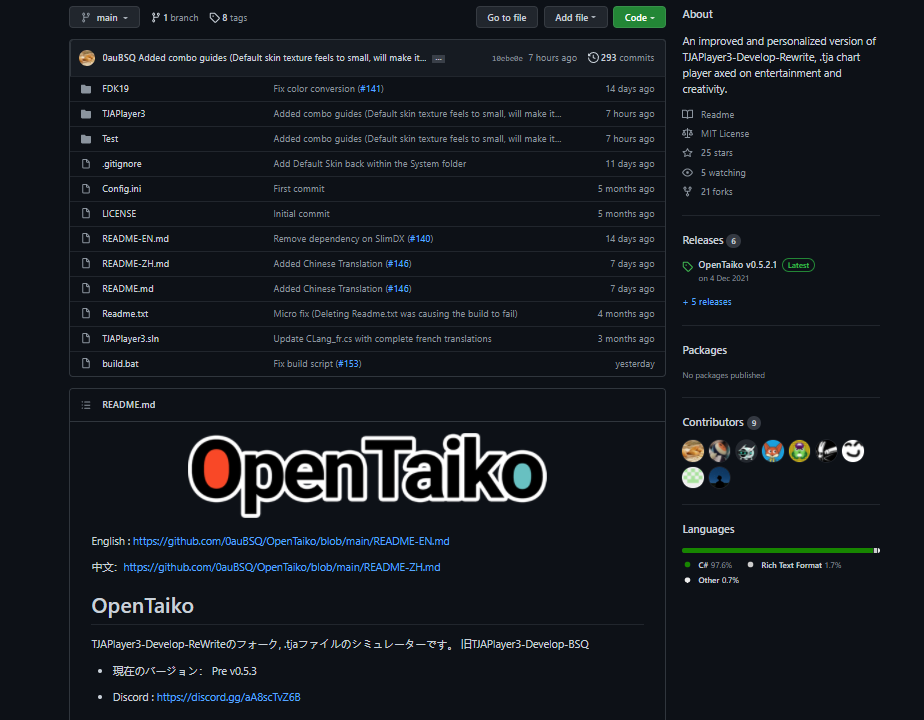 main
1 branch
8 tags
Go to file
Add file
Code
0auBSQ Added combo guides (Default skin texture feels to small, will make it... ...
10ebe0e 7 hours ago 293 commits
FDK19 Fix color conversion (#141) 14 days ago
TJAPlayer3 Added combo guides (Default skin texture feels to small, will make it... 7 hours ago
Test Added combo guides (Default skin texture feels to small, will make it... 7 hours ago
.gitignore Add Default Skin back within the System folder 11 days ago
Config.ini First commit 5 months ago
LICENSE Initial commit 5 months ago
README-EN.md Remove dependency on SlimDX (#140) 14 days ago
README-ZH.md Added Chinese Translation (#146) 7 days ago
README.md Added Chinese Translation (#146) 7 days ago
Readme.txt Micro fix (Deleting Readme.txt was causing the build to fail) 4 months ago
TJAPlayer3.sln Update CLang_fr.cs with complete french translations 3 months ago
build.bat Fix build script (#153) yesterday
README.md
OpenTaiko
English : https://github.com/0auBSQ/OpenTaiko/blob/main/README-EN.md
中文: https://github.com/0auBSQ/OpenTaiko/blob/main/README-ZH.md
OpenTaiko
TJAPlayer3-Develop-ReWriteのフォーク, .tjaファイルのシミュレーターです。 旧TJAPlayer3-Develop-BSQ
現在のバージョン: Pre v0.5.3
Discord : https://discord.gg/aA8scTvZ6B
About
An improved and personalized version of
TJAPlayer3-Develop-Rewrite, .tja chart
player axed on entertainment and
creativity.
Readme
MIT License
25 stars
5 watching
21 forks
Releases 6
OpenTaiko v0.5.2.1 Latest
on 4 Dec 2021
+ 5 releases
Packages
No packages published
Contributors 9
Languages
C# 97.6%
Rich Text Format 1.7%
Other 0.7%